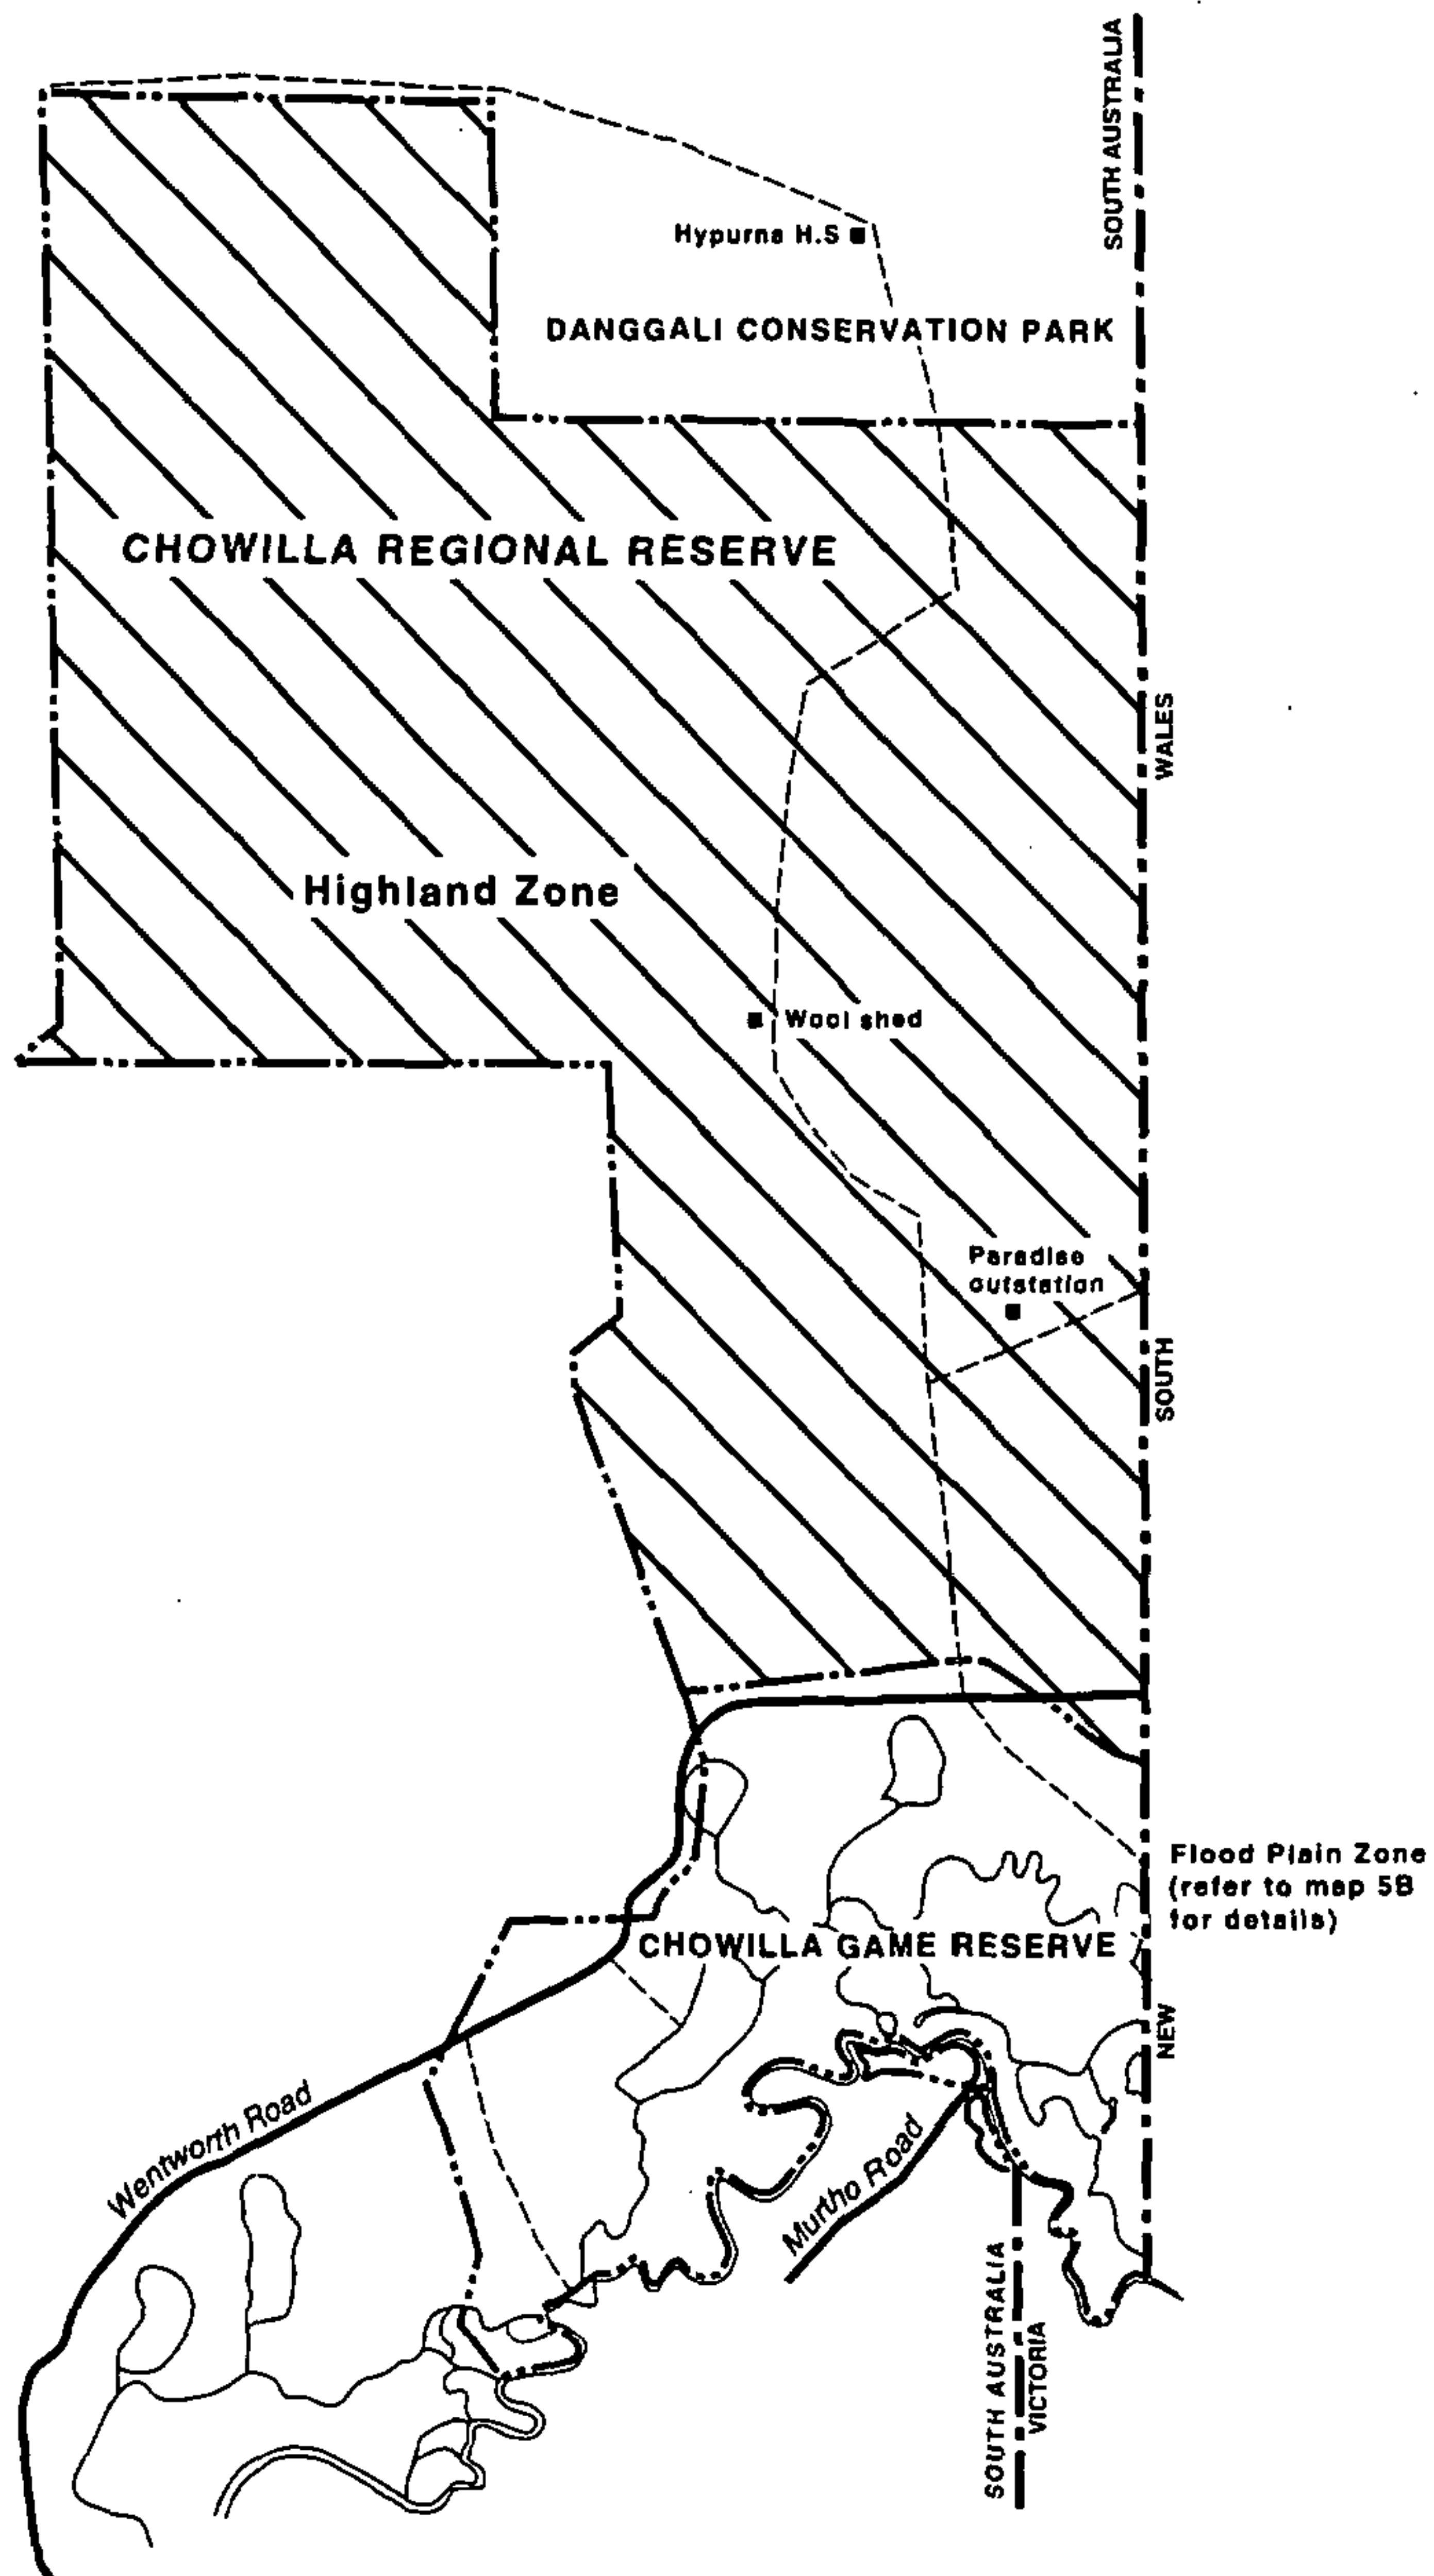 SOUTH AUSTRALIA
Hypurna H.S
DANGGALI CONSERVATION PARK
CHOWILLA REGIONAL RESERVE
WALES
Highland Zone
Wool shed
Paradise
outstation
SOUTH
Flood Plain Zone
(refer to map 5B
for details)
CHOWILLA GAME RESERVE
NEW
Wentworth Road
Murtho Road
SOUTH AUSTRALIA
VICTORIA